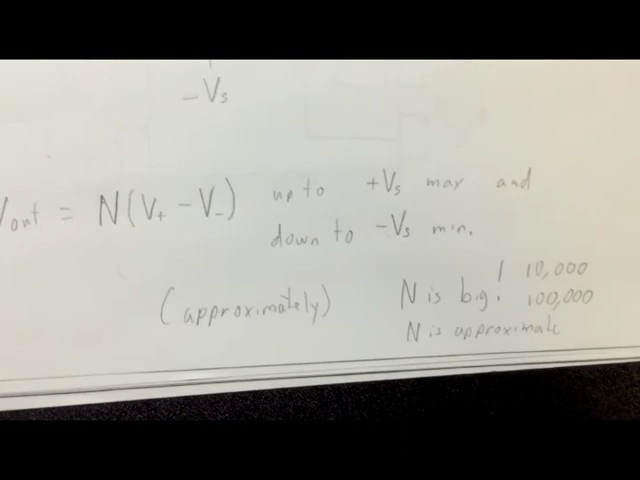 -Vs
Vout = N(V+ - V-) up to +Vs max and
down to -Vs min.
(approximately) N is big! 10,000
100,000
N is approximate